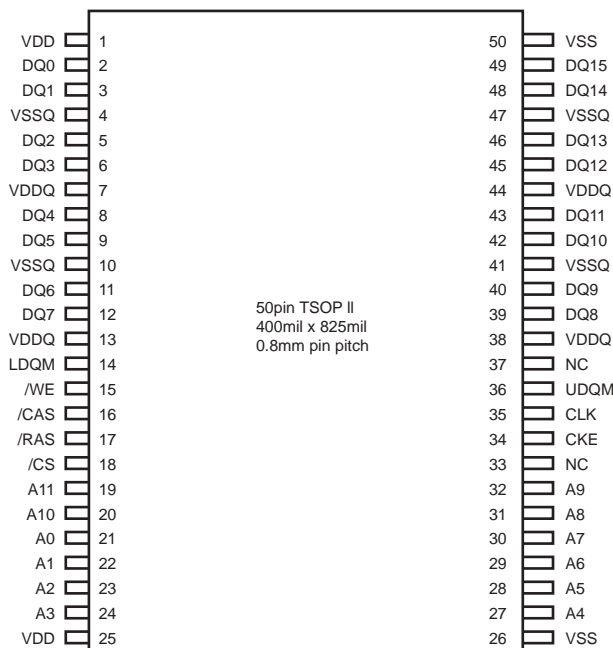 VDD 1 50 VSS
DQ0 2 49 DQ15
DQ1 3 48 DQ14
VSSQ 4 47 VSSQ
DQ2 5 46 DQ13
DQ3 6 45 DQ12
VDDQ 7 44 VDDQ
DQ4 8 43 DQ11
DQ5 9 42 DQ10
VSSQ 10 41 VSSQ
DQ6 11 40 DQ9
DQ7 12 39 DQ8
VDDQ 13 38 VDDQ
LDQM 14 37 NC
/WE 15 36 UDQM
/CAS 16 35 CLK
/RAS 17 34 CKE
/CS 18 33 NC
A11 19 32 A9
A10 20 31 A8
A0 21 30 A7
A1 22 29 A6
A2 23 28 A5
A3 24 27 A4
VDD 25 26 VSS
50pin TSOP II
400mil x 825mil
0.8mm pin pitch